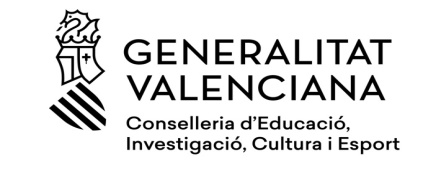 GENERALITAT
VALENCIANA
Conselleria d'Educació,
Investigació, Cultura i Esport